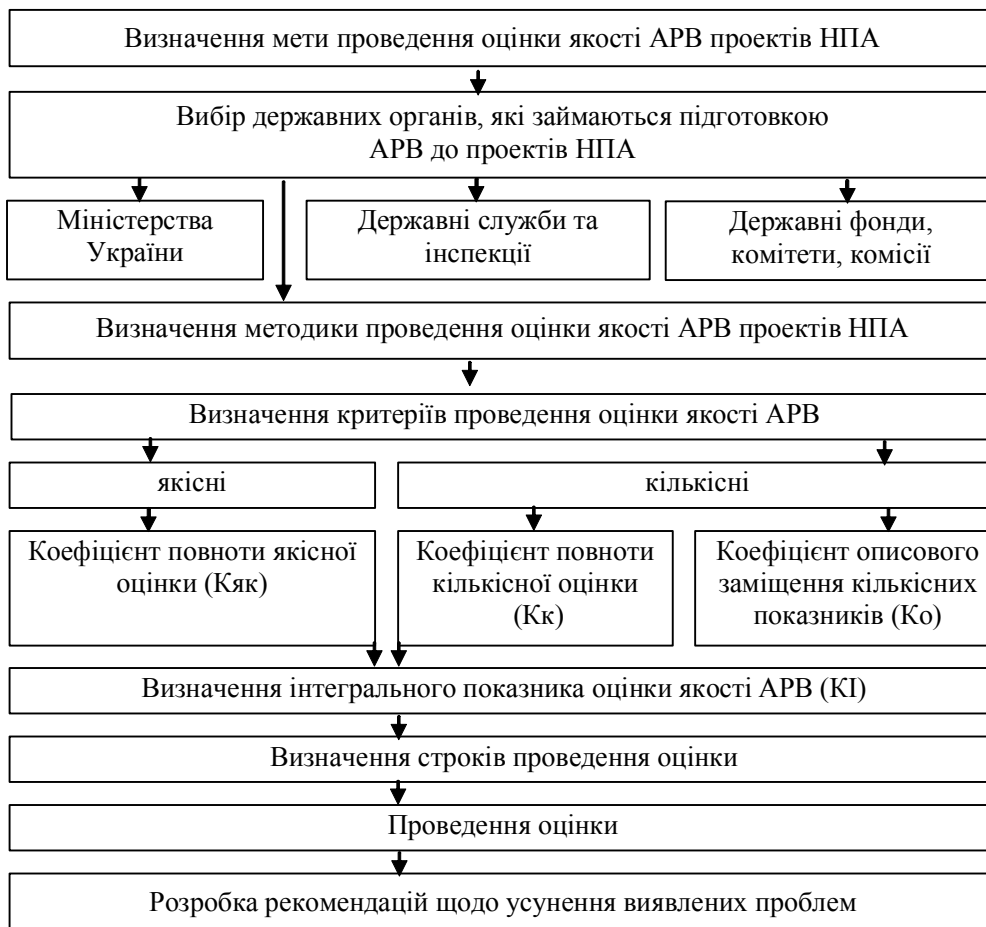 Визначення мети проведення оцінки якості АРВ проектів НПА
Вибір державних органів, які займаються підготовкою
АРВ до проектів НПА
Міністерства
України
Державні служби та
інспекції
Державні фонди,
комітети, комісії
Визначення методики проведення оцінки якості АРВ проектів НПА
Визначення критеріїв проведення оцінки якості АРВ
якісні
кількісні
Коефіцієнт повноти якісної
оцінки (Кяк)
Коефіцієнт повноти
кількісної оцінки
(Кк)
Коефіцієнт описового
заміщення кількісних
показників (Ко)
Визначення інтегрального показника оцінки якості АРВ (КІ)
Визначення строків проведення оцінки
Проведення оцінки
Розробка рекомендацій щодо усунення виявлених проблем